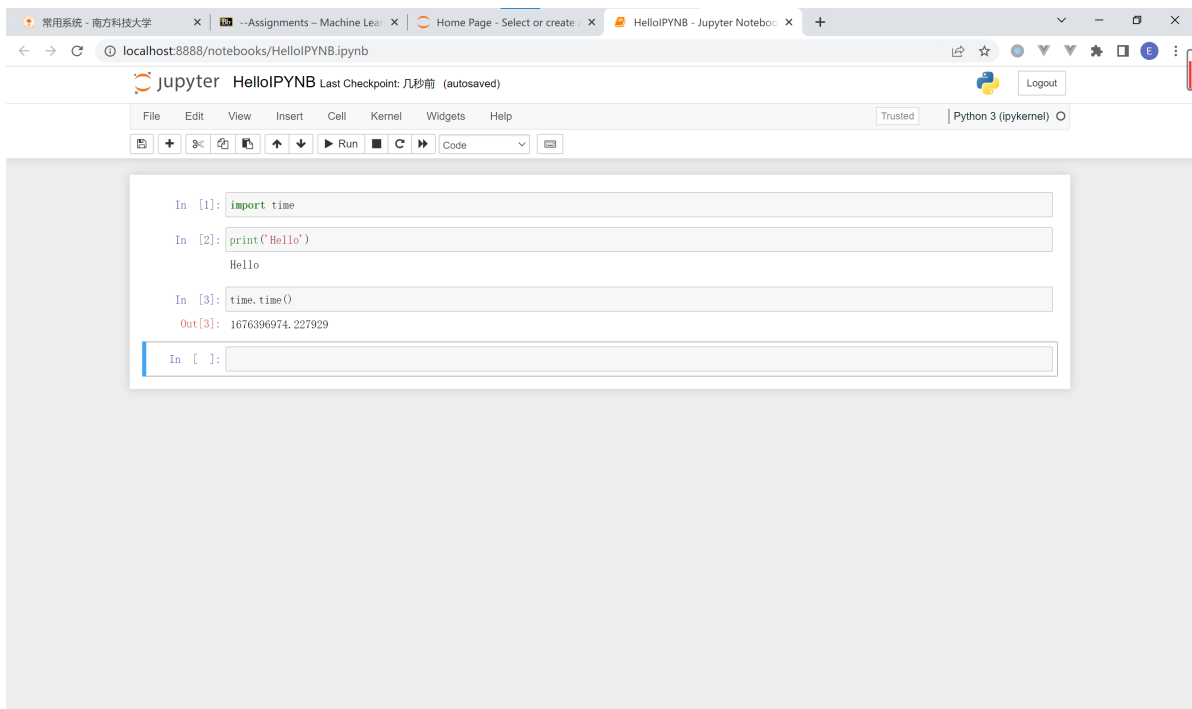 常用系统 - 南方科技大学
Bb --Assignments – Machine Lear
Home Page - Select or create a
HelloIPYNB - Jupyter Noteboo
localhost:8888/notebooks/HelloIPYNB.ipynb
E
jupyter HelloIPYNB Last Checkpoint: 几秒前 (autosaved)
Logout
File Edit View Insert Cell Kernel Widgets Help
Trusted Python 3 (ipykernel)
Run Code
In [1]: import time
In [2]: print('Hello')
Hello
In [3]: time.time()
Out[3]: 1676396974.227929
In [ ]: